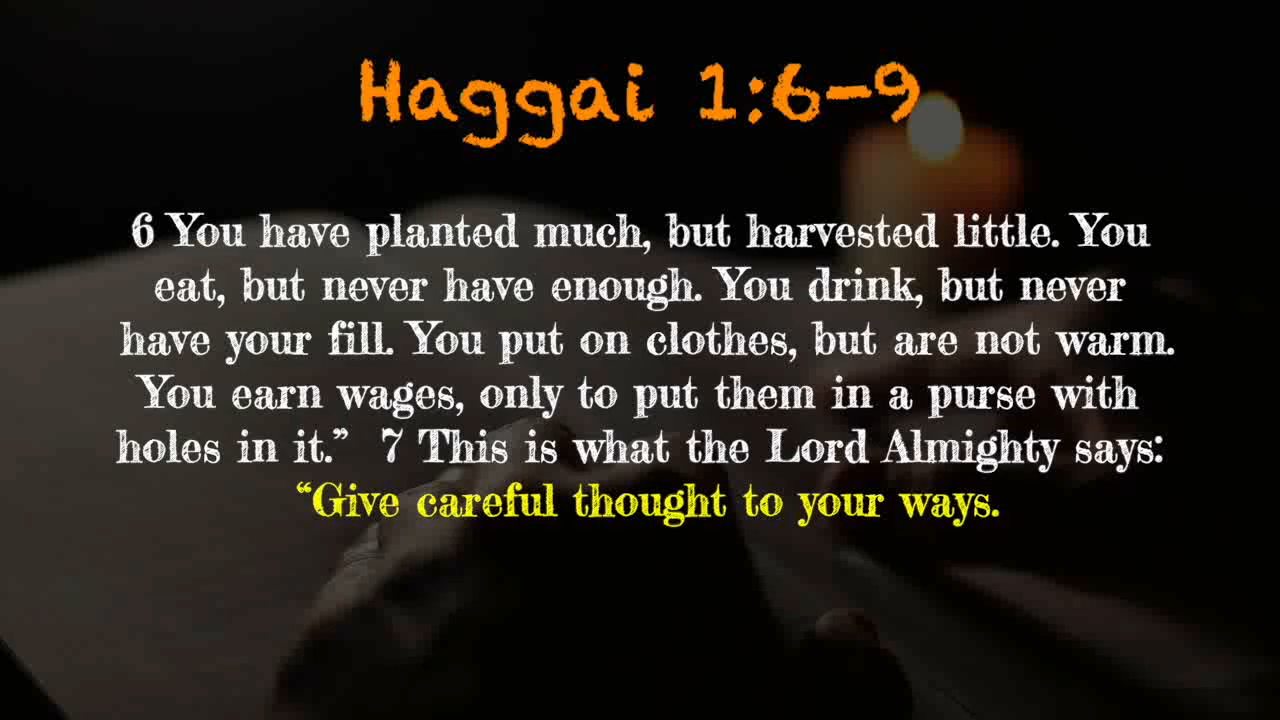 Haggai 1:6-9
6 You have planted much, but harvested little. You
eat, but never have enough. You drink, but never
have your fill. You put on clothes, but are not warm.
You earn wages, only to put them in a purse with
holes in it.”  7 This is what the Lord Almighty says:
“Give careful thought to your ways.